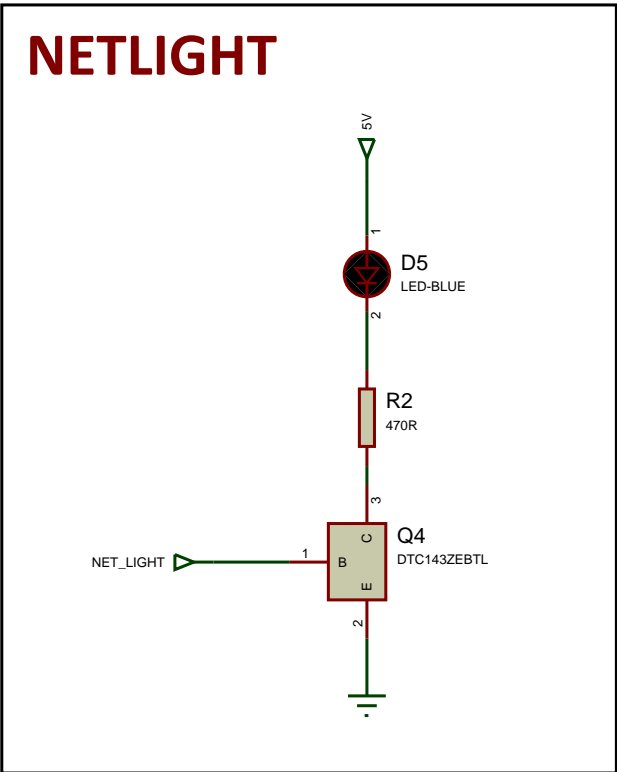 NETLIGHT
5V
1
D5
LED-BLUE
2
R2
470R
3
C
Q4
DTC143ZEBTL
NET_LIGHT
1
B
E
2